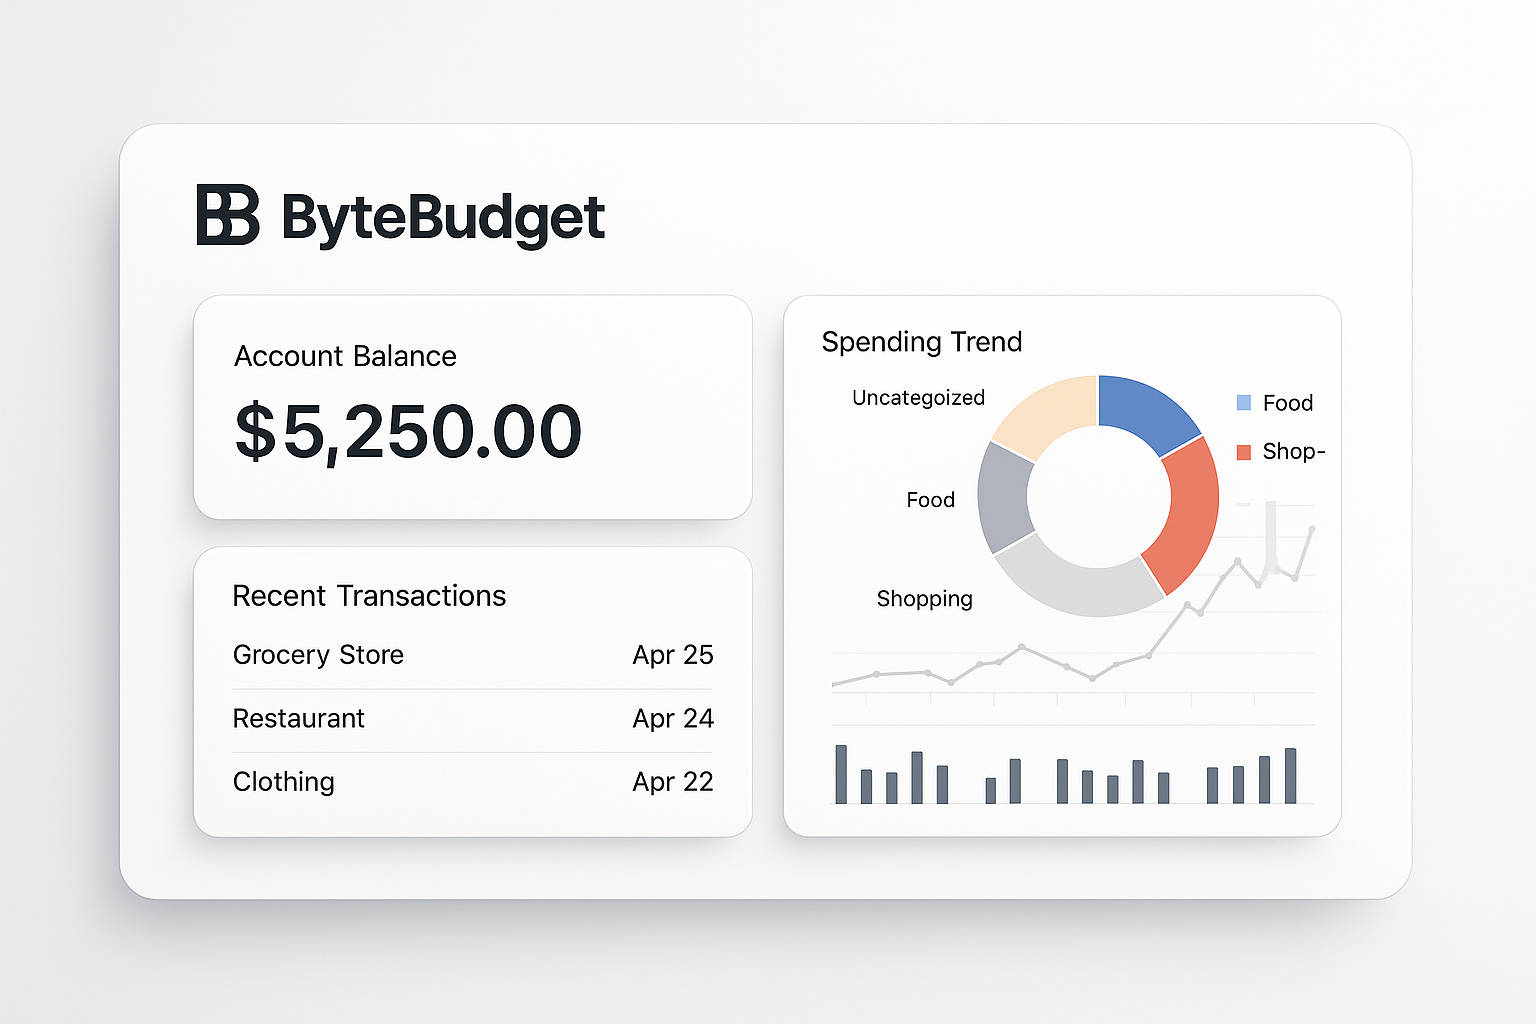 BB ByteBudget
Account Balance
$5,250.00
Recent Transactions
Grocery Store Apr 25
Restaurant Apr 24
Clothing Apr 22
Spending Trend
Uncategoized
Food
Shopping
Food
Shop-